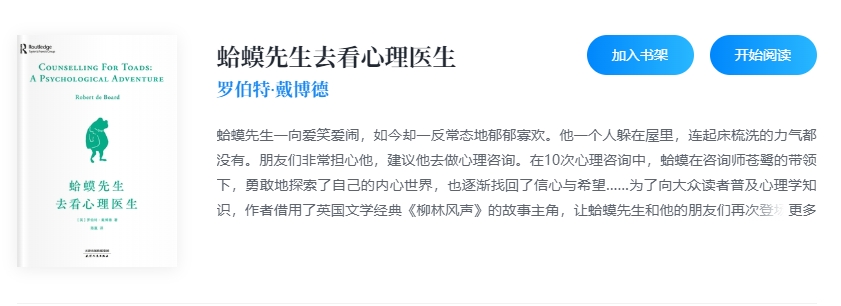 Routledge
COUNSELLING FOR TOADS:
A PSYCHOLOGICAL ADVENTURE
Robert de Board
蛤蟆先生
去看心理医生
蛤蟆先生去看心理医生
加入书架
开始阅读
罗伯特·戴博德
蛤蟆先生一向爱笑爱闹，如今却一反常态地郁郁寡欢。他一个人躲在屋里，连起床梳洗的力气都
没有。朋友们非常担心他，建议他去做心理咨询。在10次心理咨询中，蛤蟆在咨询师苍鹭的带领
下，勇敢地探索了自己的内心世界，也逐渐找回了信心与希望……为了向大众读者普及心理学知
识，作者借用了英国文学经典《柳林风声》的故事主角，让蛤蟆先生和他的朋友们再次登场 更多